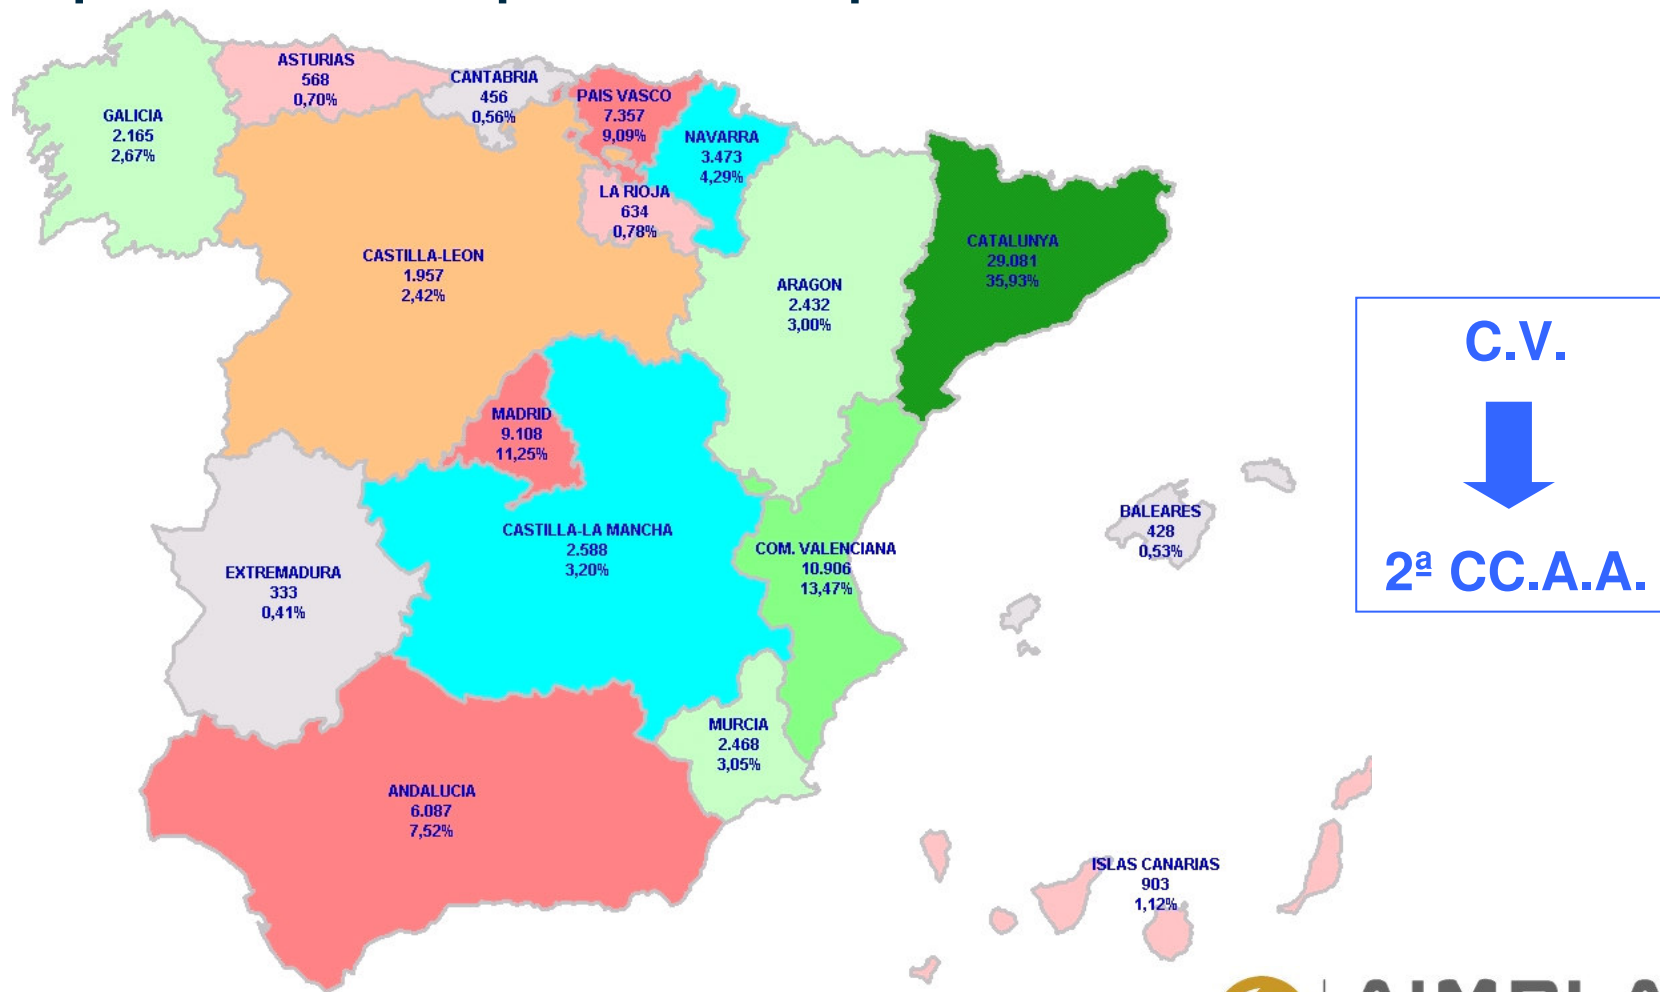 ASTURIAS
568
0,70%
CANTABRIA
456
0,56%
PAIS VASCO
7.357
9,09%
GALICIA
2.165
2,67%
NAVARRA
3.473
4,29%
LA RIOJA
634
0,78%
CATALUNYA
29.081
35,93%
CASTILLA-LEON
1.957
2,42%
ARAGON
2.432
3,00%
C.V.
2ª CC.A.A.
MADRID
9.108
11,25%
BALEARES
428
0,53%
CASTILLA-LA MANCHA
2.588
3,20%
COM. VALENCIANA
10.906
13,47%
EXTREMADURA
333
0,41%
MURCIA
2.468
3,05%
ANDALUCIA
6.087
7,52%
ISLAS CANARIAS
903
1,12%